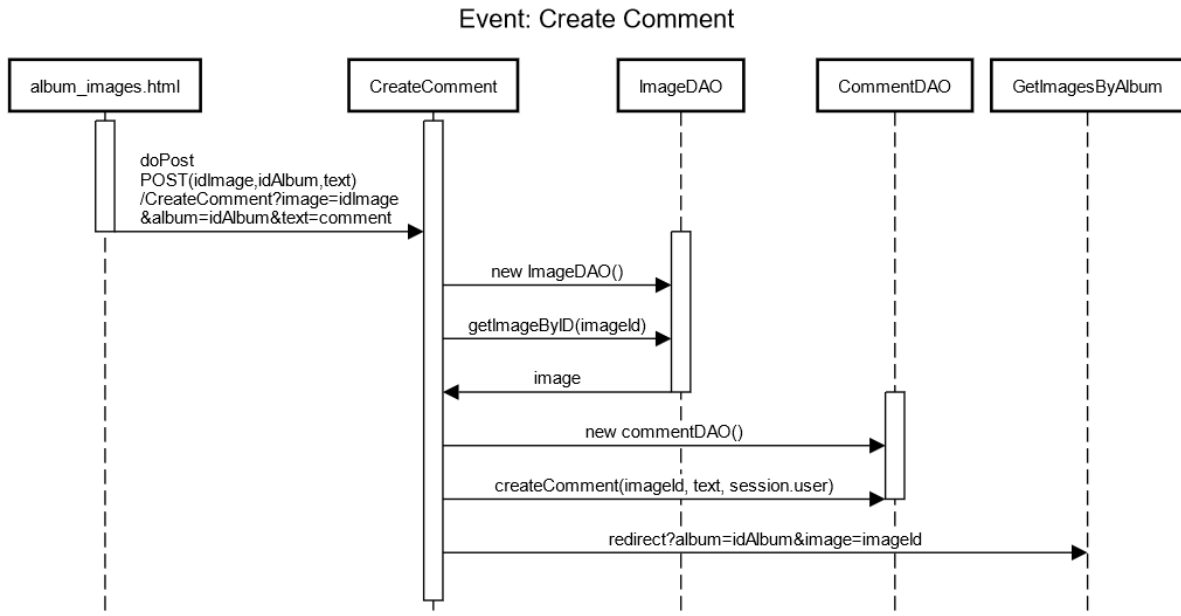 Event: Create Comment
album_images.html
CreateComment
ImageDAO
CommentDAO
GetImagesByAlbum
doPost
POST(idImage,idAlbum,text)
/CreateComment?image=idImage
&album=idAlbum&text=comment
new ImageDAO()
getImageByID(imageId)
image
new commentDAO()
createComment(imageId, text, session.user)
redirect?album=idAlbum&image=imageId